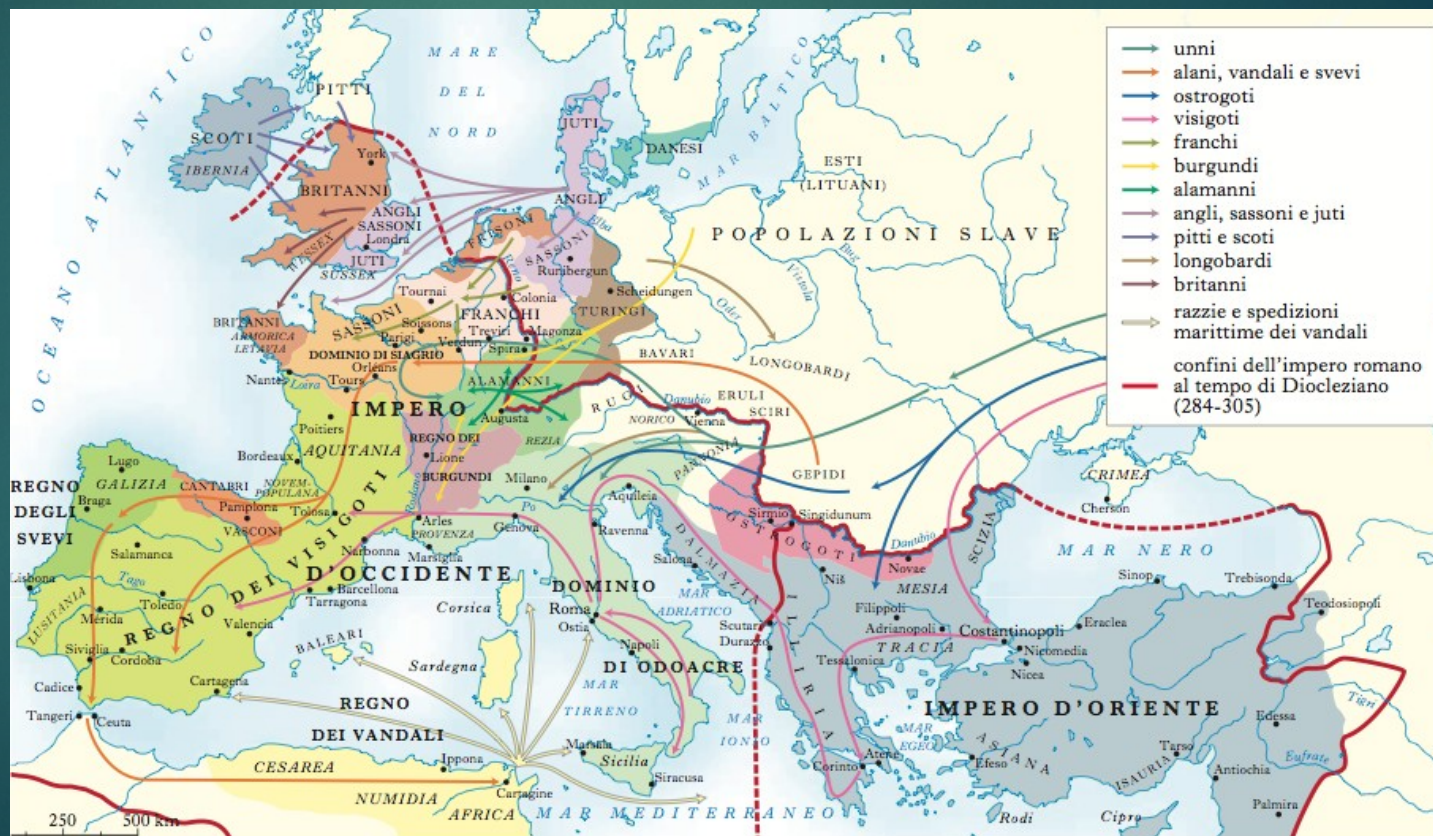 unni
alani, vandali e svevi
ostrogoti
visigoti
franchi
burgundi
alamanni
angli, sassoni e juti
pitti e scoti
longobardi
britanni
razzie e spedizioni
marittime dei vandali
confini dell'impero romano
al tempo di Diocleziano
(284-305)
OCEANO ATLANTICO
MARE
DEL
NORD
MAR BALTICO
PITTI
SCOTI
IBERNIA
York
BRITANNI
ANGLI
SASSONI
Londra
WESSEX
JUTI
SUSSEX
JUTI
DANESI
ANGLI
ESTI
(LITUANI)
POPOLAZIONI SLAVE
FRISONI
SASSONI
Elba
Reno
Runibergun
Scheidungen
TURINGI
Oder
Vistola
Bug
Tournai
Colonia
FRANCHI
SASSONI
Soissons
Parigi
Treviri
Magonza
Verdun
Spira
BRITANNI
ARMORICA
LETAVIA
DOMINIO DI SIAGRIO
Orléans
Nantes
Loira
Tours
ALAMANNI
BAVARI
LONGOBARDI
RUGI
ERULI
SCIRI
Danubio
Vienna
NORICO
Augusta
REZIA
PANNONIA
GEPIDI
IMPERO
D'OCCIDENTE
Poitiers
AQUITANIA
REGNO DEI
BURGUNDI
Lione
Bordeaux
NOVEM-
POPULANA
Rodano
Milano
Po
Aquileia
Genova
Ravenna
Arles
PROVENZA
Marsiglia
Narbonna
Tolosa
Lugo
GALIZIA
Braga
REGNO
DEGLI
SVEVI
CANTABRI
Pamplona
VASCONI
Salamanca
Lisbona
Tago
Toledo
LUSITANIA
Merida
REGNO DEI VISIGOTI
Barcellona
Tarragona
Valencia
Siviglia
Cordoba
Cadice
Cartagena
Tangeri
Ceuta
BALEARI
Corsica
Sardegna
DOMINIO
DI ODOACRE
Roma
Ostia
Napoli
MAR
ADRIATICO
MAR
TIRRENO
MAR
IONIO
Marsala
Sicilia
Siracusa
REGNO
DEI VANDALI
CESAREA
Ippona
NUMIDIA
Cartagine
AFRICA
MAR MEDITERRANEO
Sirmio
Singidunum
OSTROGOTI
DALMAZIA
Salona
Danubio
Novae
SCIZIA
Niš
MESIA
ILLIRIA
Scutari
Durazzo
Filippoli
Adrianopoli
TRACIA
Tessalonica
Costantinopoli
Nicomedia
Nicea
Eraclea
Atene
Corinto
MAR
EGEO
CRIMEA
Cherson
MAR NERO
Sinop
Trebisonda
Teodosiopoli
IMPERO D'ORIENTE
ASIANA
Efeso
ISAURIA
Tarso
Edessa
Tigri
Eufrate
Antiochia
Palmira
Rodi
Cipro
250
500 km